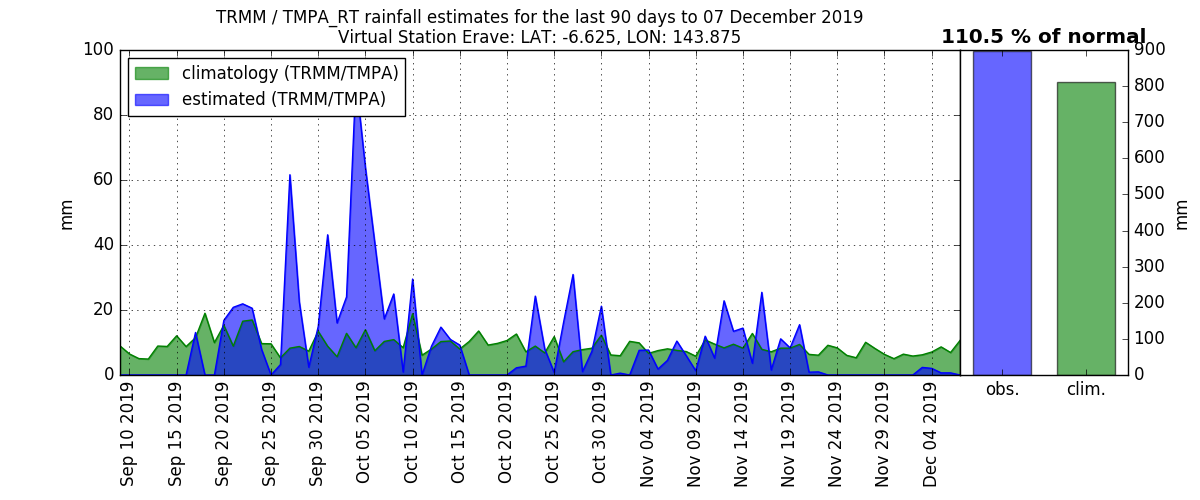 TRMM / TMPA_RT rainfall estimates for the last 90 days to 07 December 2019
Virtual Station Erave: LAT: -6.625, LON: 143.875
110.5 % of normal
climatology (TRMM/TMPA)
estimated (TRMM/TMPA)
100
80
60
40
20
0
mm
Sep 10 2019
Sep 15 2019
Sep 20 2019
Sep 25 2019
Sep 30 2019
Oct 05 2019
Oct 10 2019
Oct 15 2019
Oct 20 2019
Oct 25 2019
Oct 30 2019
Nov 04 2019
Nov 09 2019
Nov 14 2019
Nov 19 2019
Nov 24 2019
Nov 29 2019
Dec 04 2019
900
800
700
600
500
400
300
200
100
0
mm
obs.
clim.